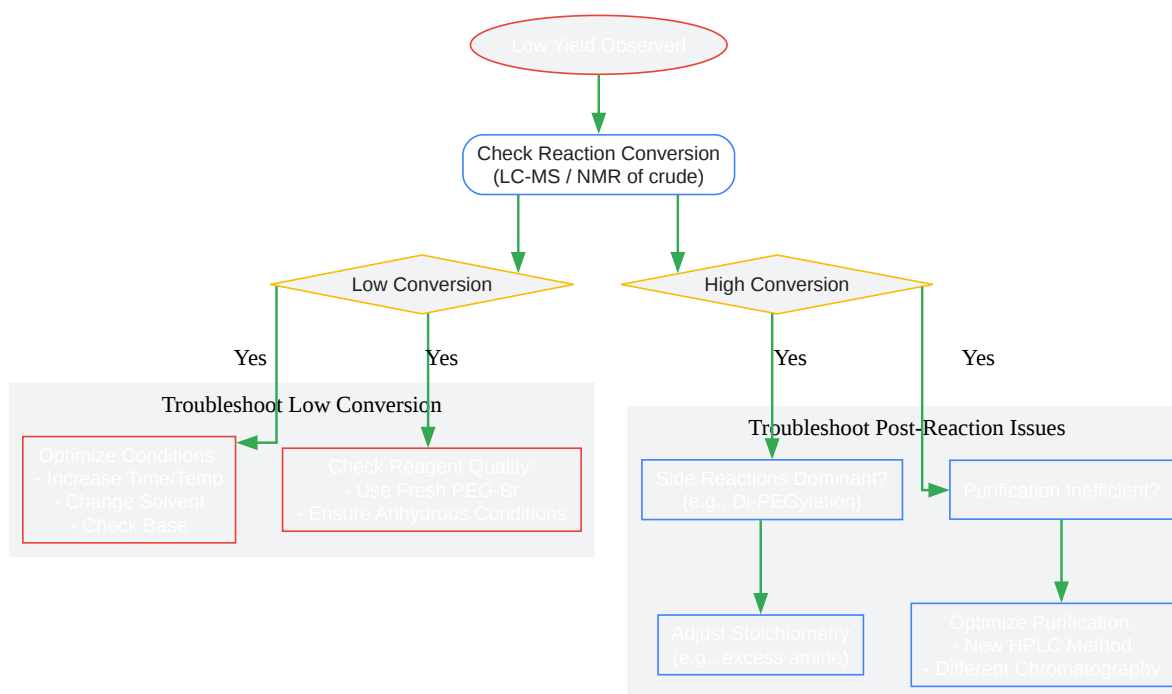 Low Yield Observed
Check Reaction Conversion
(LC-MS / NMR of crude)
Low Conversion
High Conversion
Yes
Yes
Yes
Yes
Troubleshoot Low Conversion
Optimize Conditions:
- Increase Time/Temp
- Change Solvent
- Check Base
Check Reagent Quality:
- Use Fresh PEG-Br
- Ensure Anhydrous Conditions
Troubleshoot Post-Reaction Issues
Side Reactions Dominant?
(e.g., Di-PEGylation)
Purification Inefficient?
Adjust Stoichiometry
(e.g., excess amine)
Optimize Purification:
- New HPLC Method
- Different Chromatography